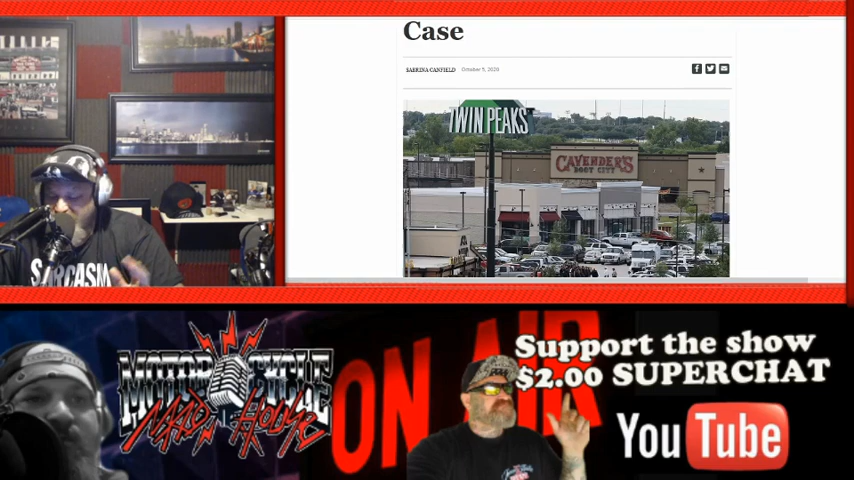 Case
SABRINA CANFIELD October 5, 2020
TWIN PEAKS
CAVENDER'S
BOOT CITY
SARCASM
MOTORCYCLE
MAD HOUSE
ON AIR
Support the show
$2.00 SUPERCHAT
YouTube